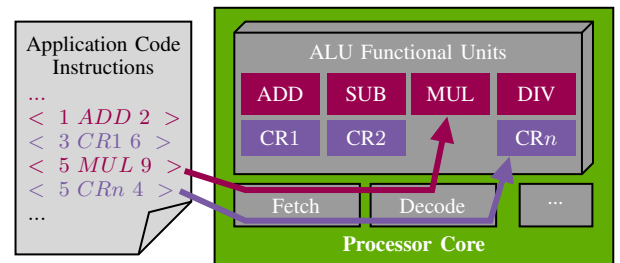 Application Code
Instructions
...
< 1 ADD 2 >
< 3 CR1 6 >
< 5 MUL 9 >
< 5 CRn 4 >
...
ALU Functional Units
ADD SUB MUL DIV
CR1 CR2 CRn
Fetch Decode ...
Processor Core